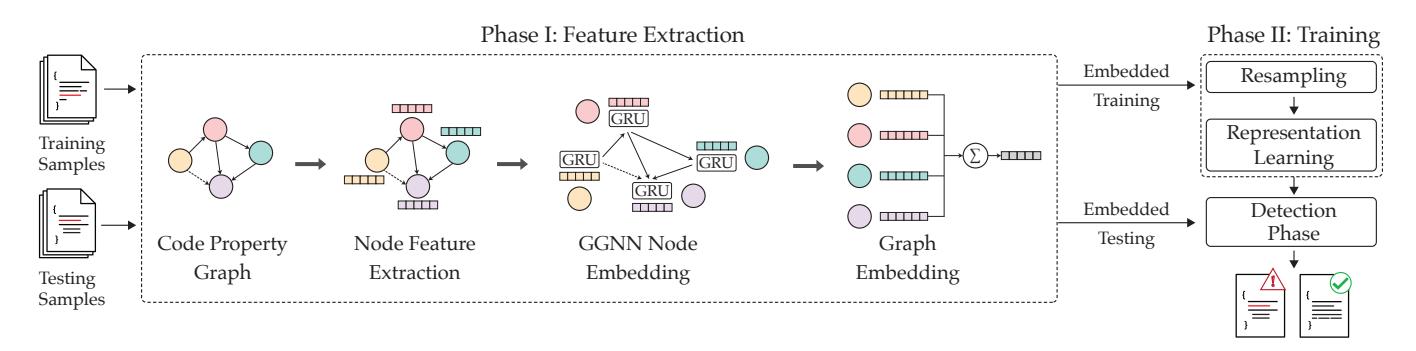 Phase I: Feature Extraction
Phase II: Training
{
}
Training
Samples
{
}
Testing
Samples
Code Property
Graph
Node Feature
Extraction
GRU
GRU
GRU
GRU
GGNN Node
Embedding
Σ
Graph
Embedding
Embedded
Training
Embedded
Testing
Resampling
Representation
Learning
Detection
Phase
!
{
}
{
}